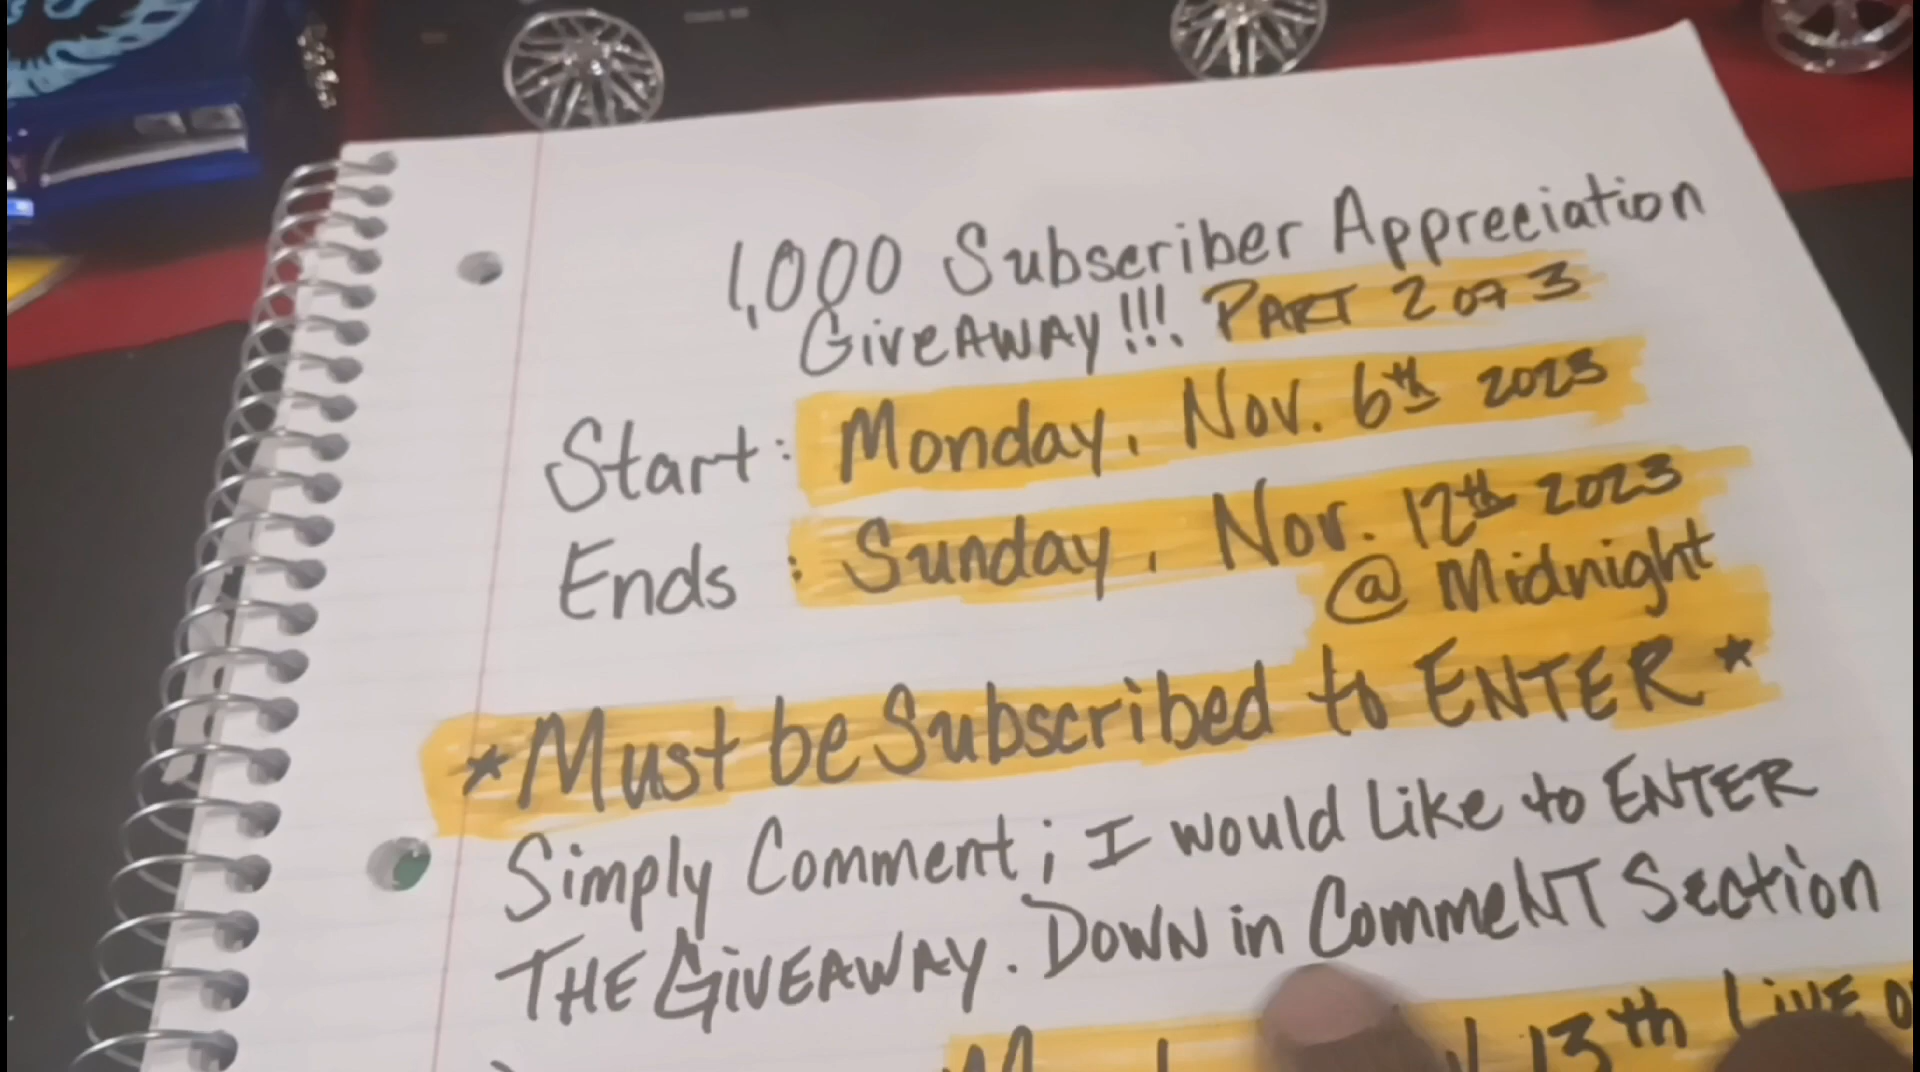 1,000 Subscriber Appreciation
GiveAWAY!!! PART 2 of 3
Start: Monday, Nov. 6th 2023
Ends: Sunday, Nov. 12th 2023
@ Midnight
*Must be Subscribed to ENTER*
Simply Comment; I would Like to ENTER
THE GIVEAWAY. DOWN in CommeNT Section
13th LiVE